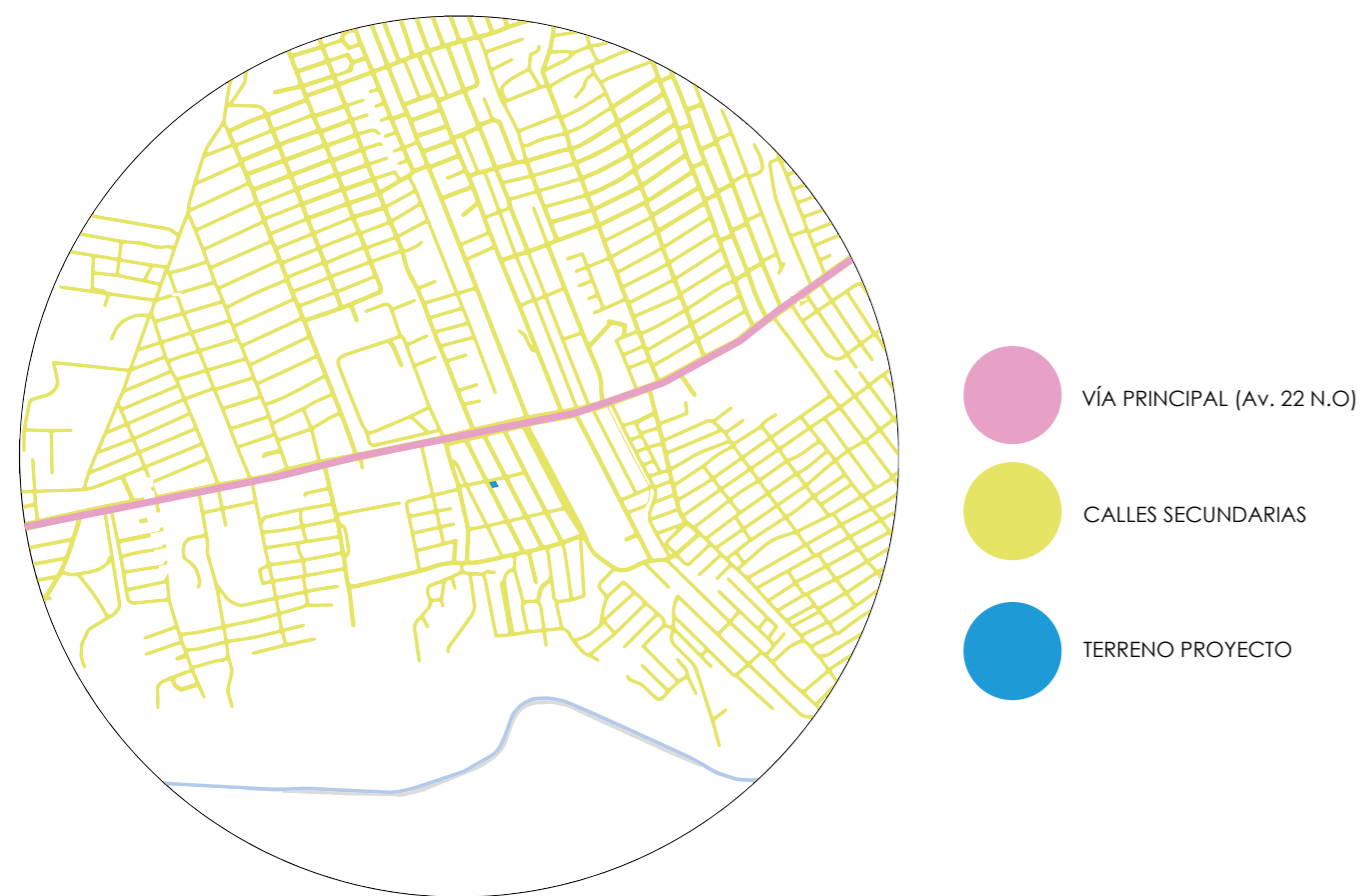 VÍA PRINCIPAL (Av. 22 N.O)
CALLES SECUNDARIAS
TERRENO PROYECTO